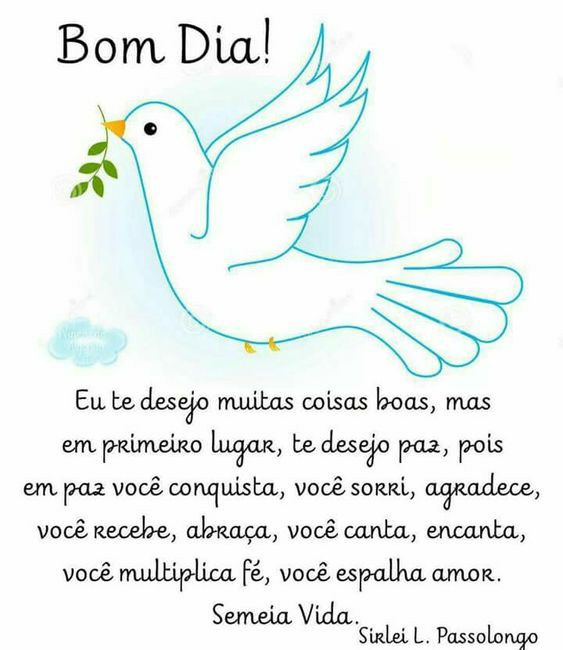 Bom Dia!
Eu te desejo muitas coisas boas, mas
em primeiro lugar, te desejo paz, pois
em paz você conquista, você sorri, agradece,
você recebe, abraça, você canta, encanta,
você multiplica fé, você espalha amor.
Semeia Vida.
Sirlei L. Passolongo